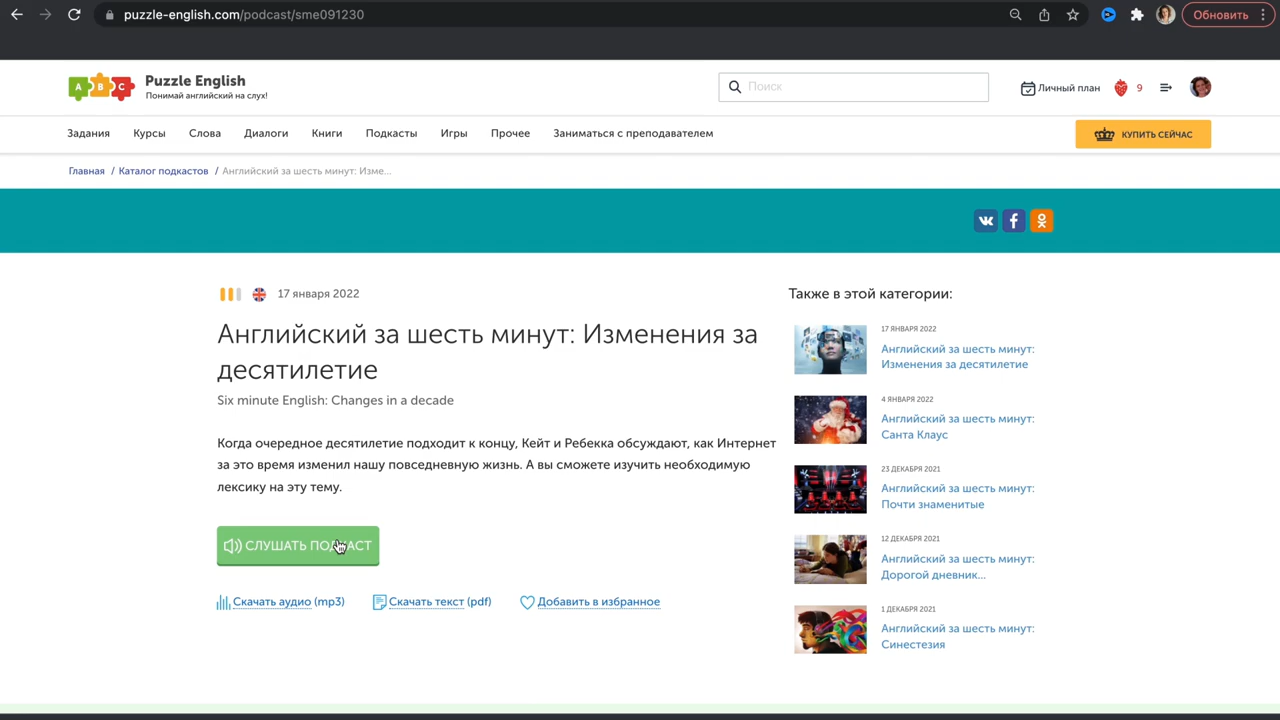 puzzle-english.com/podcast/sme091230
Обновить
A B C
Puzzle English
Понимай английский на слух!
Поиск
Личный план
9
Задания
Курсы
Слова
Диалоги
Книги
Подкасты
Игры
Прочее
Заниматься с преподавателем
КУПИТЬ СЕЙЧАС
Главная / Каталог подкастов / Английский за шесть минут: Изме...
17 января 2022
Английский за шесть минут: Изменения за
десятилетие
Six minute English: Changes in a decade
Когда очередное десятилетие подходит к концу, Кейт и Ребекка обсуждают, как Интернет
за это время изменил нашу повседневную жизнь. А вы сможете изучить необходимую
лексику на эту тему.
СЛУШАТЬ ПОДКАСТ
Скачать аудио (mp3)
Скачать текст (pdf)
Добавить в избранное
Также в этой категории:
17 ЯНВАРЯ 2022
Английский за шесть минут:
Изменения за десятилетие
4 ЯНВАРЯ 2022
Английский за шесть минут:
Санта Клаус
23 ДЕКАБРЯ 2021
Английский за шесть минут:
Почти знаменитые
12 ДЕКАБРЯ 2021
Английский за шесть минут:
Дорогой дневник...
1 ДЕКАБРЯ 2021
Английский за шесть минут:
Синестезия